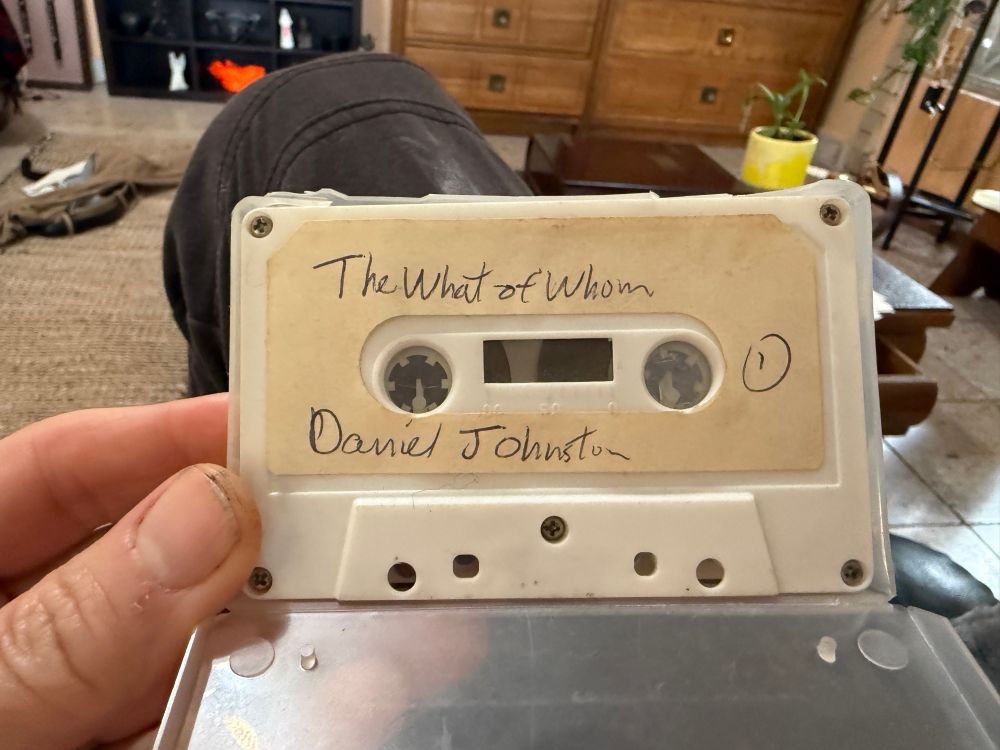 The What of Whom
1
Daniel Johnston